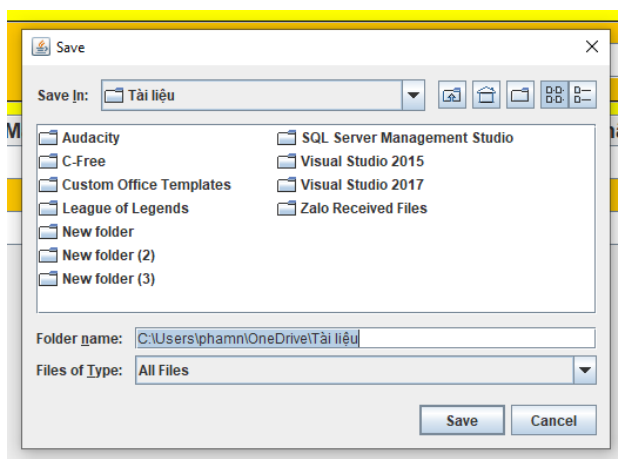 Save
Save In: Tài liệu
Audacity
C-Free
Custom Office Templates
League of Legends
New folder
New folder (2)
New folder (3)
SQL Server Management Studio
Visual Studio 2015
Visual Studio 2017
Zalo Received Files
Folder name: C:\Users\phamn\OneDrive\Tài liệu
Files of Type: All Files
Save Cancel